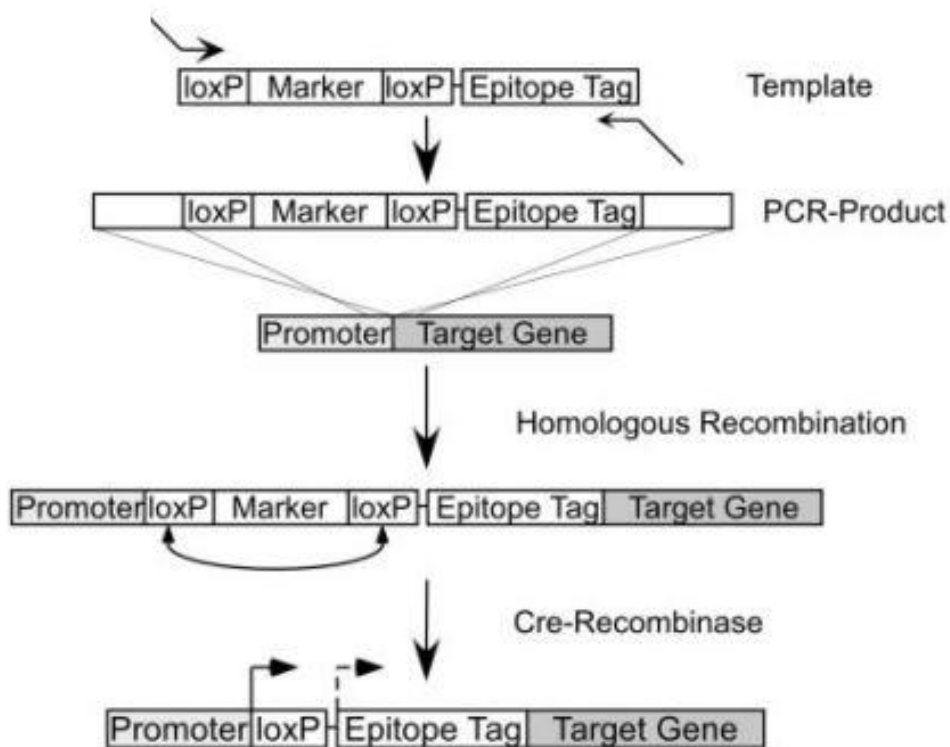 loxP Marker loxP Epitope Tag Template
loxP Marker loxP Epitope Tag PCR-Product
Promoter Target Gene
Homologous Recombination
Promoter loxP Marker loxP Epitope Tag Target Gene
Cre-Recombinase
Promoter loxP Epitope Tag Target Gene